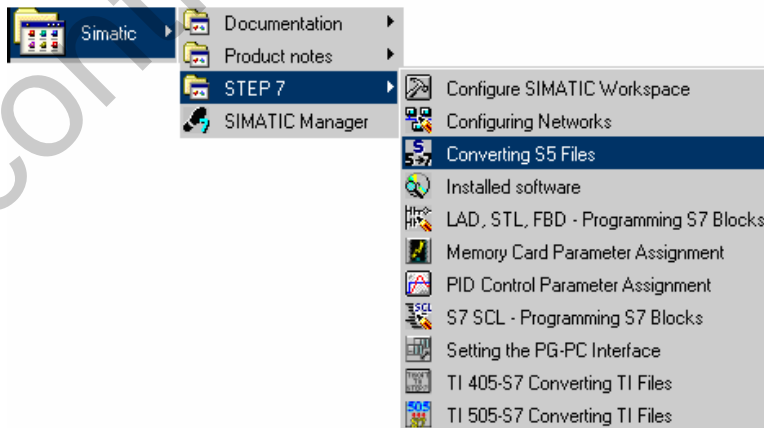 Simatic
Documentation
Product notes
STEP 7
SIMATIC Manager
Configure SIMATIC Workspace
Configuring Networks
Converting S5 Files
Installed software
LAD, STL, FBD - Programming S7 Blocks
Memory Card Parameter Assignment
PID Control Parameter Assignment
S7 SCL - Programming S7 Blocks
Setting the PG-PC Interface
TI 405-S7 Converting TI Files
TI 505-S7 Converting TI Files